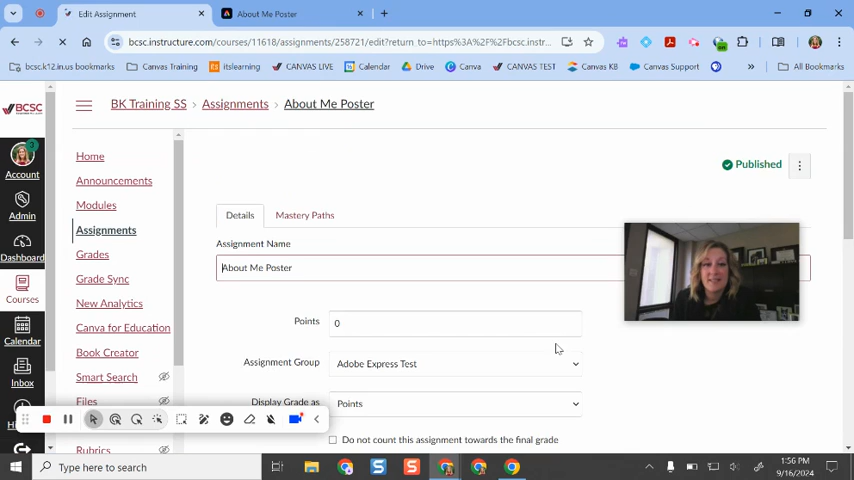 Edit Assignment
About Me Poster
bcsc.instructure.com/courses/11618/assignments/258721/edit?return_to=https%3A%2F%2Fbcsc.instr...
bcsc.k12.in.us bookmarks
Canvas Training
itslearning
CANVAS LIVE
Calendar
Drive
Canva
CANVAS TEST
Canvas KB
Canvas Support
All Bookmarks
BCSC
BK Training SS > Assignments > About Me Poster
3
Account
Admin
Dashboard
Courses
Calendar
Inbox
Home
Announcements
Modules
Assignments
Grades
Grade Sync
New Analytics
Canva for Education
Book Creator
Smart Search
Files
Rubrics
Published
Details
Mastery Paths
Assignment Name
About Me Poster
Points
0
Assignment Group
Adobe Express Test
Display Grade as
Points
Do not count this assignment towards the final grade
Type here to search
1:56 PM
9/16/2024